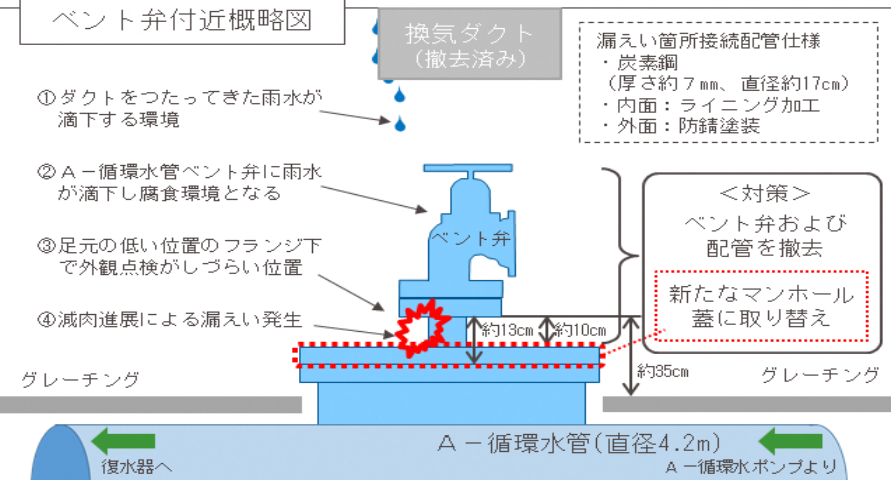 ベント弁付近概略図
換気ダクト
(撤去済み)
漏えい箇所接続配管仕様
・炭素鋼
(厚さ約7mm、直径約17cm)
・内面：ライニング加工
・外面：防錆塗装
①ダクトをつたってきた雨水が
滴下する環境
②A－循環水管ベント弁に雨水
が滴下し腐食環境となる
③足元の低い位置のフランジ下
で外観点検がしづらい位置
④減肉進展による漏えい発生
ベント弁
約13cm
約10cm
約35cm
＜対策＞
ベント弁および
配管を撤去
新たなマンホール
蓋に取り替え
グレーチング
グレーチング
A－循環水管(直径4.2m)
復水器へ
A－循環水ポンプより